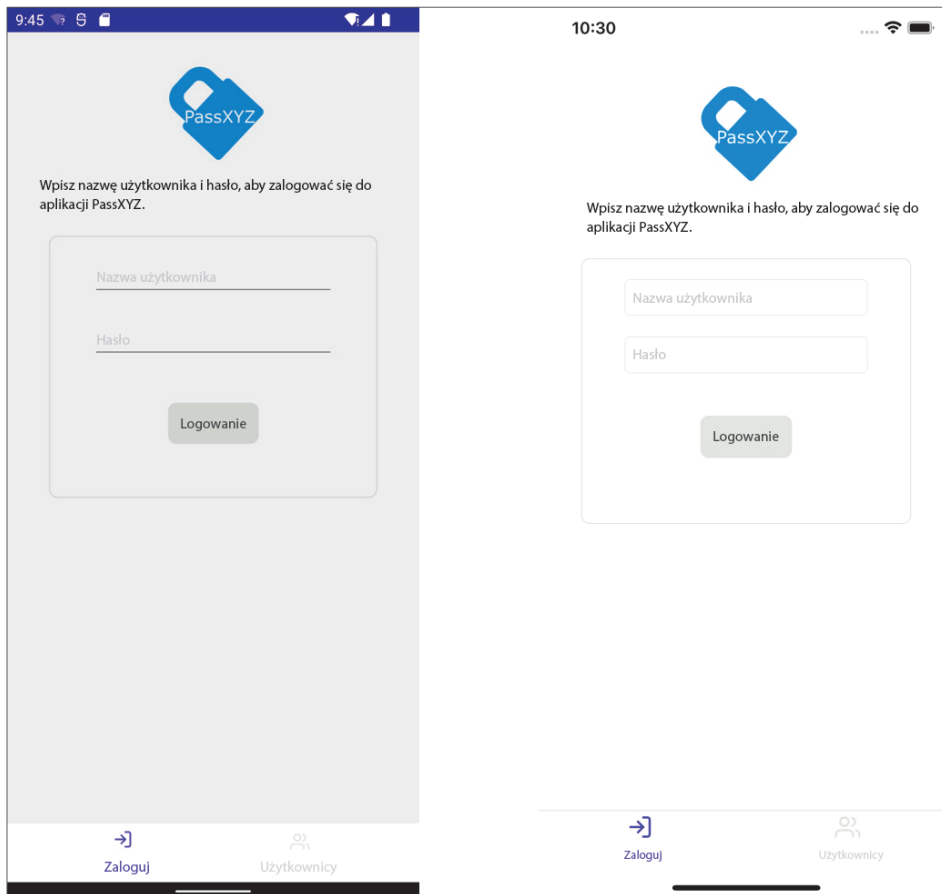 9:45
PassXYZ
Wpisz nazwę użytkownika i hasło, aby zalogować się do
aplikacji PassXYZ.
Nazwa użytkownika
Hasło
Logowanie
Zaloguj
Użytkownicy
10:30
PassXYZ
Wpisz nazwę użytkownika i hasło, aby zalogować się do
aplikacji PassXYZ.
Nazwa użytkownika
Hasło
Logowanie
Zaloguj
Użytkownicy